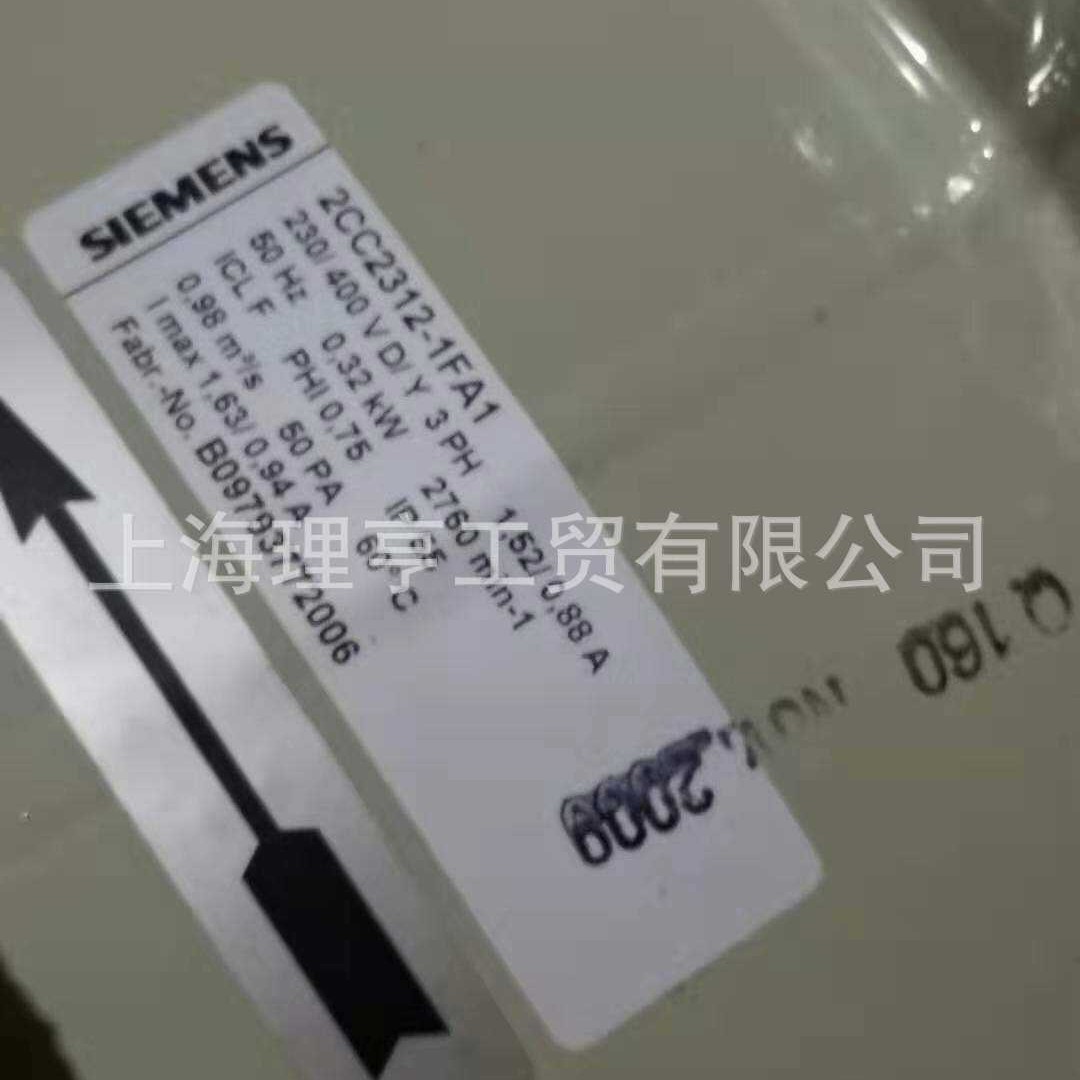 SIEMENS
2CC2312-1FA1
230/ 400 V D/ Y 3 PH 1,52/ 0,88 A
50 Hz 0,32 kW 2760 min-1
ICL F PHI 0,75
0,98 m³/s 50 PA 60° C
I max 1,63/ 0,94 A
Fabr.-No.
上海理亨工贸有限公司
Q 160
NOV. 2009